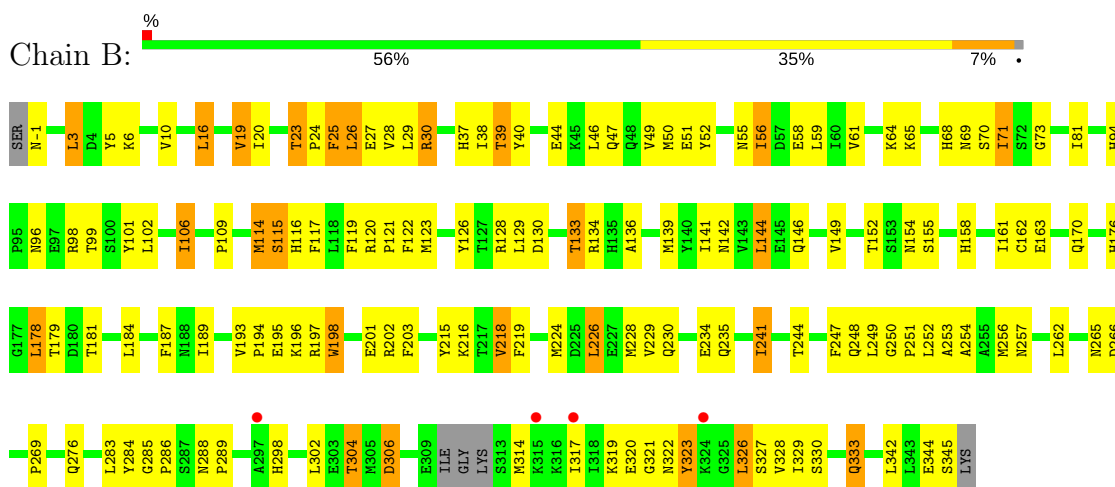 %
Chain B:
56% 35% 7% •
SER N-1 L3 D4 Y5 K6 V10 L16 V19 I20 T23 P24 F25 L26 E27 V28 L29 R30 H37 I38 T39 Y40 E44 K45 L46 Q47 Q48 V49 M50 E51 Y52 N55 I56 D57 E58 L59 I60 V61 K64 K65 H68 N69 S70 I71 S72 G73 I81
P95 N96 E97 R98 T99 S100 Y101 L102 I106 P109 M114 S115 H116 F117 L118 F119 R120 P121 F122 M123 Y126 T127 R128 L129 D130 T133 R134 H135 A136 M139 Y140 I141 N142 V143 L144 E145 Q146 V149 T152 S153 N154 S155 H158 I161 C162 E163 Q170 H176
G177 L178 T179 D180 T181 L184 F187 N188 I189 V193 P194 E195 K196 R197 W198 E201 R202 F203 Y215 K216 T217 V218 F219 M224 D225 L226 E227 M228 V229 Q230 E234 Q235 I241 T244 F247 Q248 L249 G250 P251 L252 A253 A254 A255 M256 N257 L262 N265
P269 Q276 L283 Y284 G285 P286 S287 N288 P289 A297 H298 L302 E303 T304 M305 D306 E309 ILE GLY LYS S313 M314 K315 K316 I317 I318 K319 E320 G321 N322 Y323 K324 G325 L326 S327 V328 I329 S330 Q333 L342 L343 E344 S345 LYS